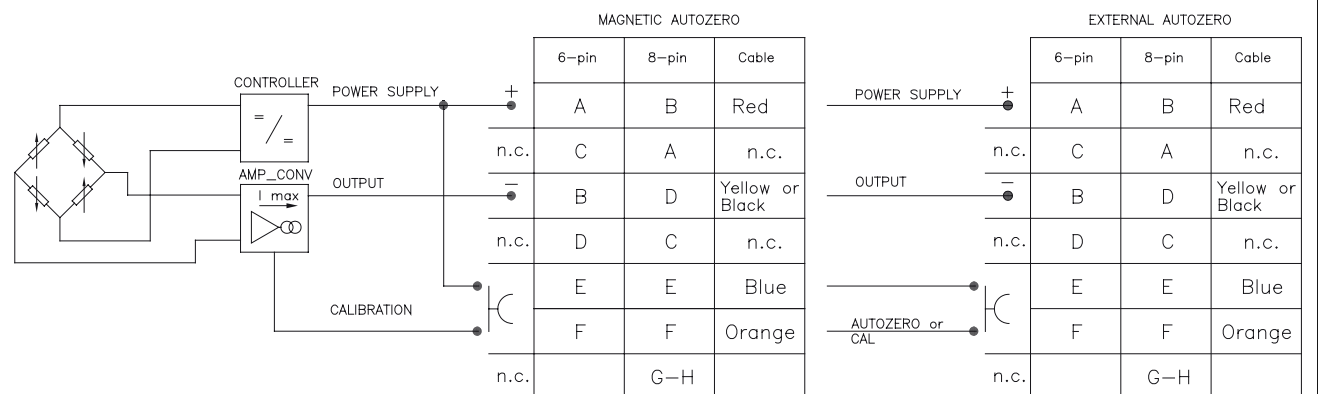 MAGNETIC AUTOZERO
6-pin 8-pin Cable
CONTROLLER
= / =
POWER SUPPLY + A B Red
n.c. C A n.c.
AMP_CONV
I max
OUTPUT – B D Yellow or Black
n.c. D C n.c.
E E Blue
CALIBRATION F F Orange
n.c. G-H
EXTERNAL AUTOZERO
6-pin 8-pin Cable
POWER SUPPLY + A B Red
n.c. C A n.c.
OUTPUT – B D Yellow or Black
n.c. D C n.c.
E E Blue
AUTOZERO or CAL F F Orange
n.c. G-H